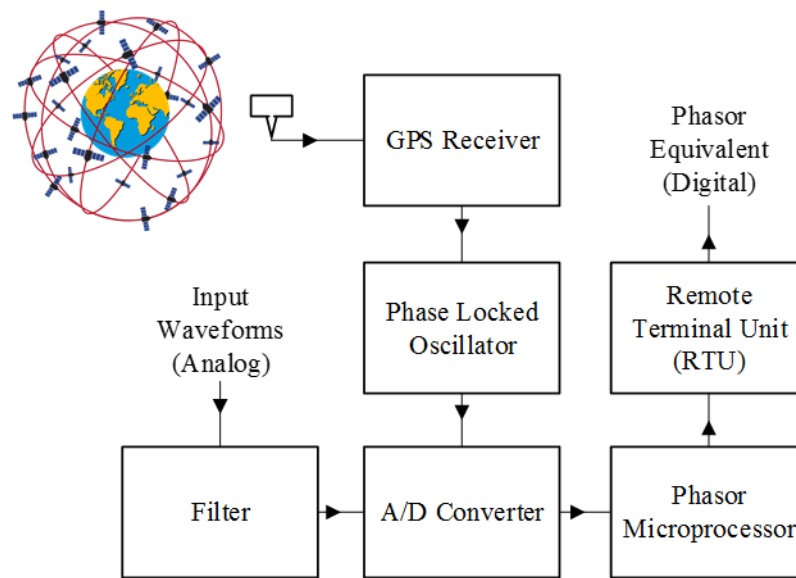 GPS Receiver
Phasor
Equivalent
(Digital)
Input
Waveforms
(Analog)
Phase Locked
Oscillator
Remote
Terminal Unit
(RTU)
Filter
A/D Converter
Phasor
Microprocessor